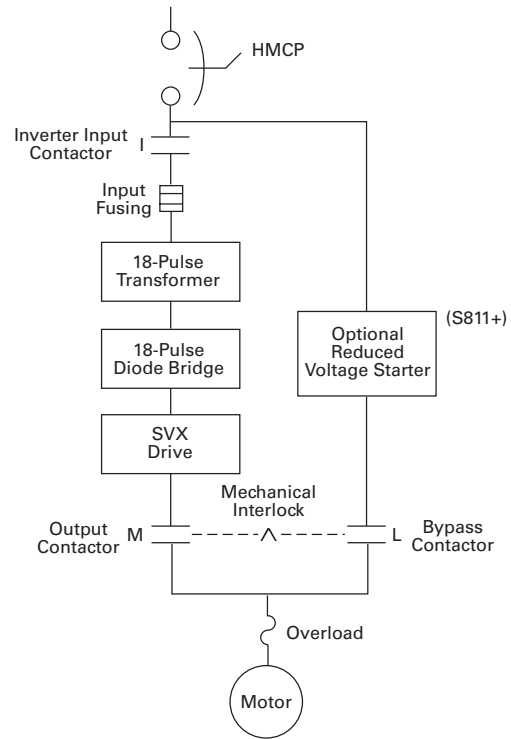 HMCP
Inverter Input
Contactor
I
Input
Fusing
18-Pulse
Transformer
(S811+)
Optional
Reduced
Voltage Starter
18-Pulse
Diode Bridge
SVX
Drive
Mechanical
Interlock
Output
Contactor
M
L
Bypass
Contactor
Overload
Motor